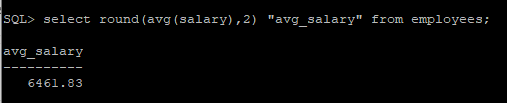 SQL> select round(avg(salary),2) "avg_salary" from employees;
avg_salary
----------
6461.83